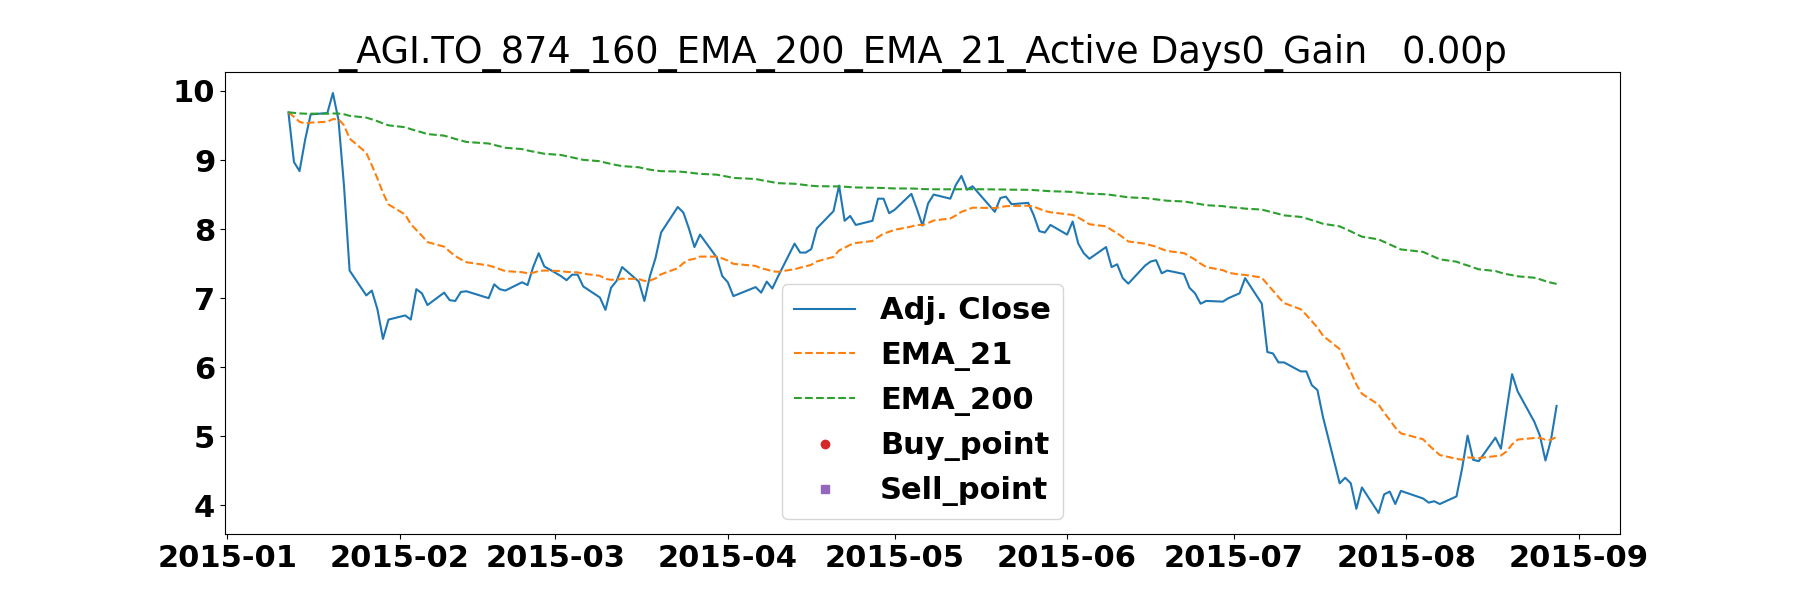 _AGI.TO_874_160_EMA_200_EMA_21_Active Days0_Gain   0.00p
10
9
8
7
6
5
4
Adj. Close
EMA_21
EMA_200
Buy_point
Sell_point
2015-01 2015-02 2015-03 2015-04 2015-05 2015-06 2015-07 2015-08 2015-09